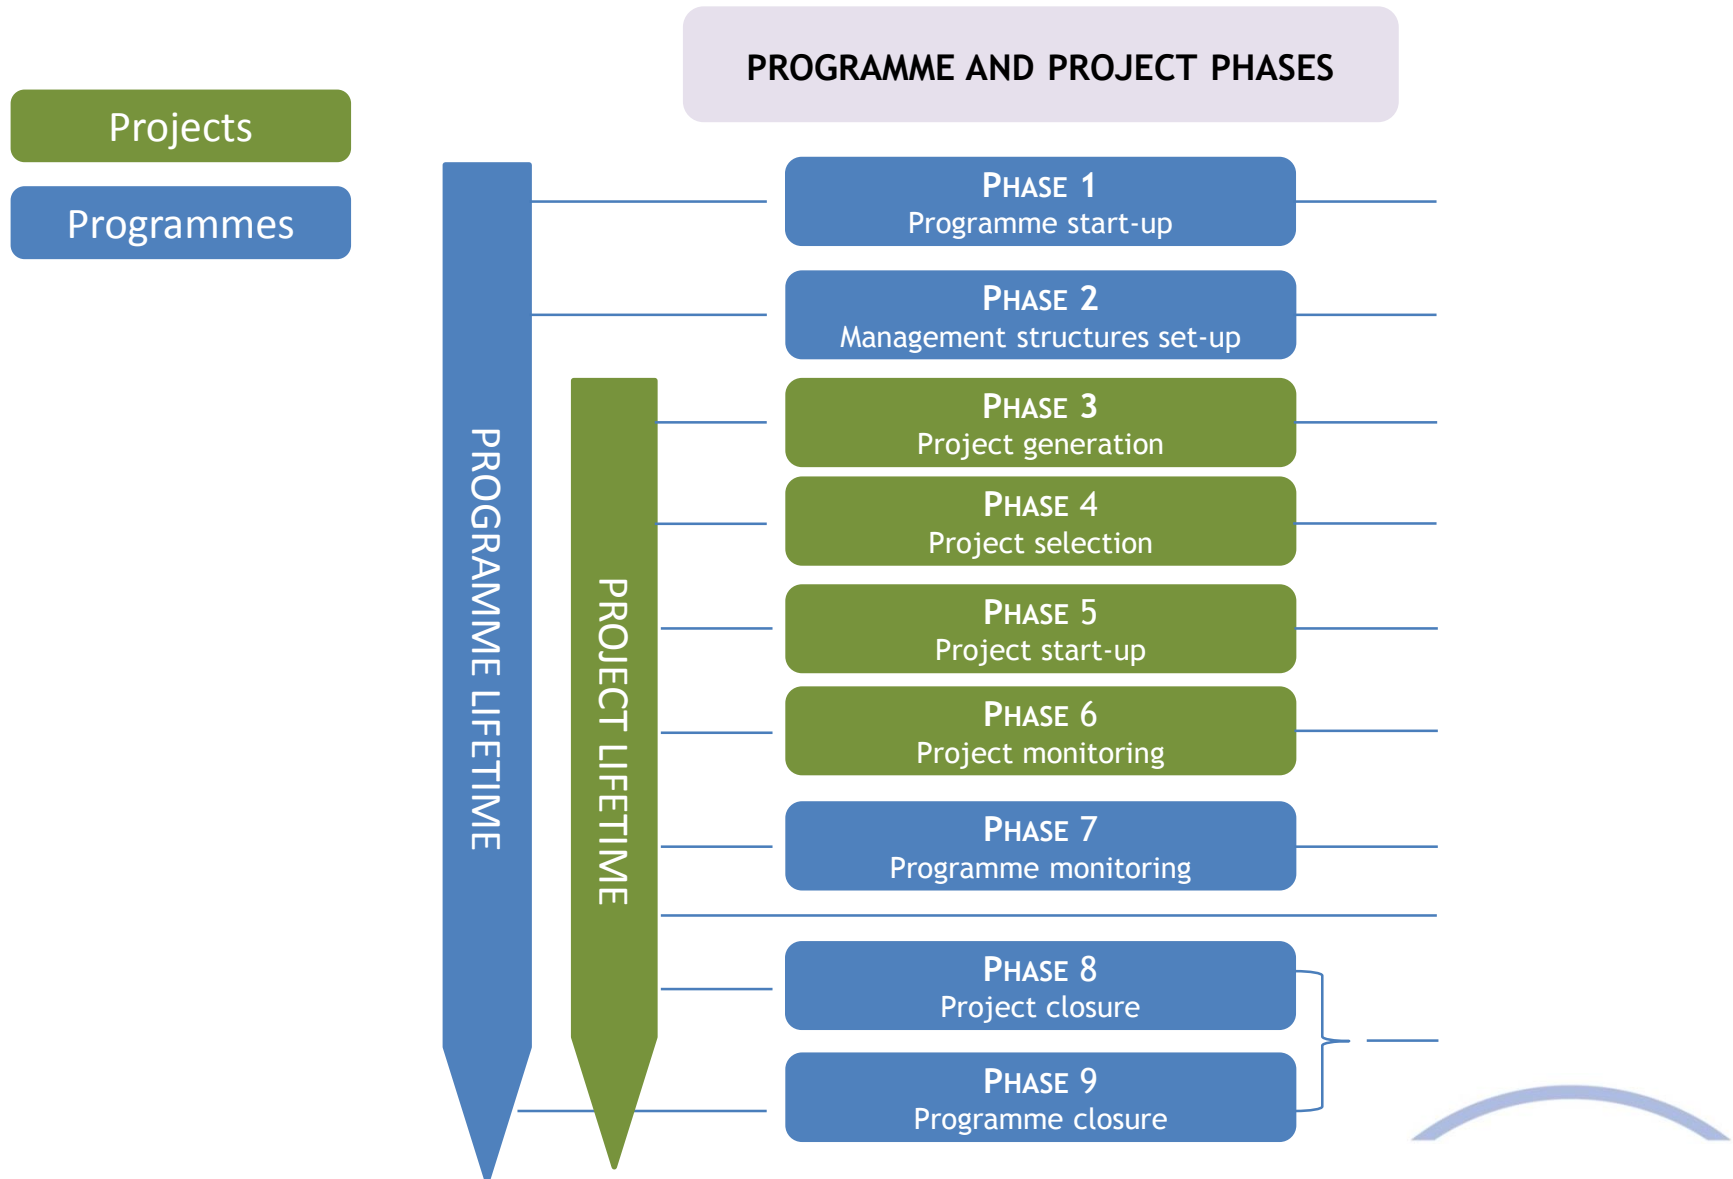 PROGRAMME AND PROJECT PHASES
Projects
Programmes
PROGRAMME LIFETIME
PROJECT LIFETIME
PHASE 1
Programme start-up
PHASE 2
Management structures set-up
PHASE 3
Project generation
PHASE 4
Project selection
PHASE 5
Project start-up
PHASE 6
Project monitoring
PHASE 7
Programme monitoring
PHASE 8
Project closure
PHASE 9
Programme closure